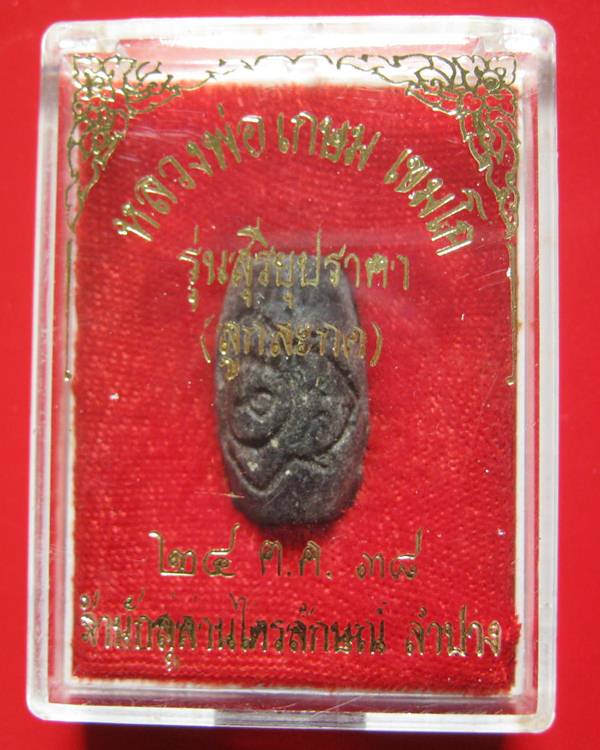 หลวงพ่อ เกษม เขมโก
รุ่นสุริยุปราคา
(ลูกสะกด)
๒๔ ต.ค. ๓๘
สำนักสุสานไตรลักษณ์ ลำปาง